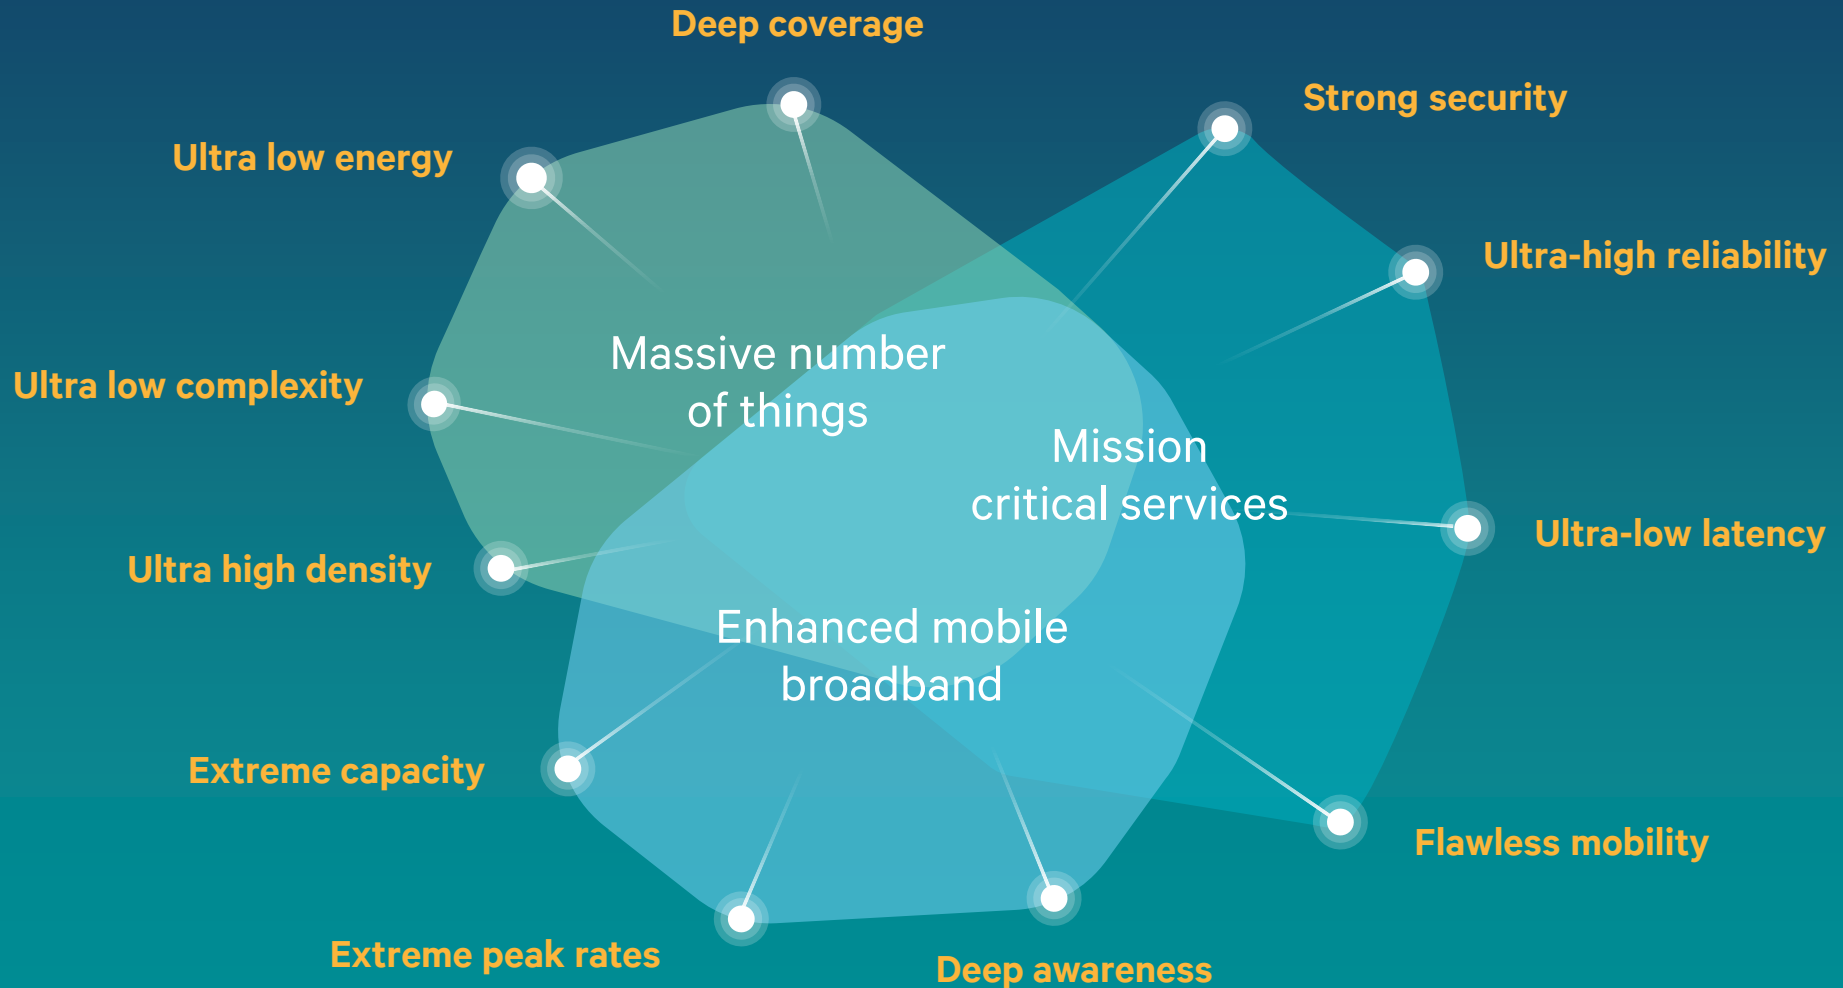 Deep coverage
Strong security
Ultra low energy
Ultra-high reliability
Massive number
of things
Ultra low complexity
Mission
critical services
Ultra-low latency
Ultra high density
Enhanced mobile
broadband
Extreme capacity
Flawless mobility
Extreme peak rates
Deep awareness